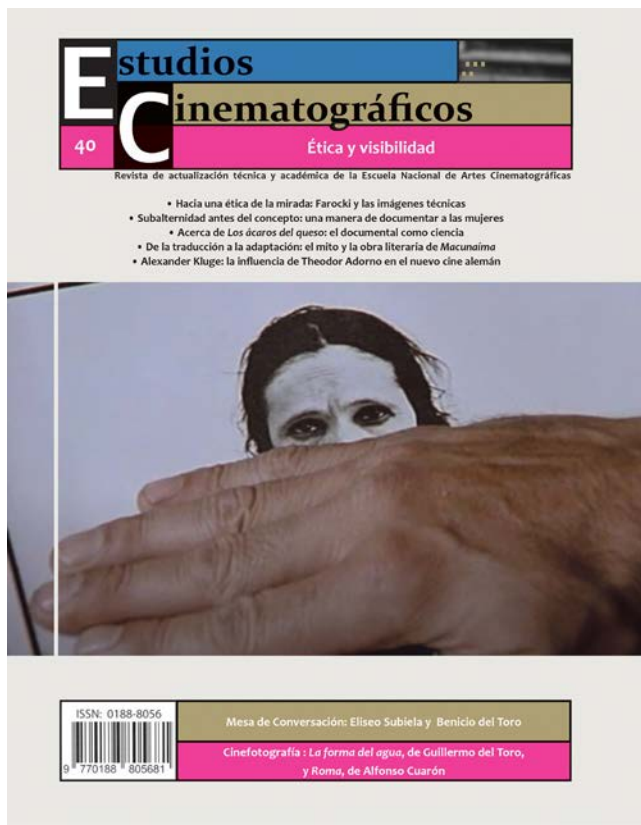 Estudios
Cinematográficos
40
Ética y visibilidad
Revista de actualización técnica y académica de la Escuela Nacional de Artes Cinematográficas
• Hacia una ética de la mirada: Farocki y las imágenes técnicas
• Subalternidad antes del concepto: una manera de documentar a las mujeres
• Acerca de Los ácaros del queso: el documental como ciencia
• De la traducción a la adaptación: el mito y la obra literaria de Macunaíma
• Alexander Kluge: la influencia de Theodor Adorno en el nuevo cine alemán
ISSN: 0188-8056
9 770188 805681
Mesa de Conversación: Eliseo Subiela y Benicio del Toro
Cinefotografía : La forma del agua, de Guillermo del Toro,
y Roma, de Alfonso Cuarón